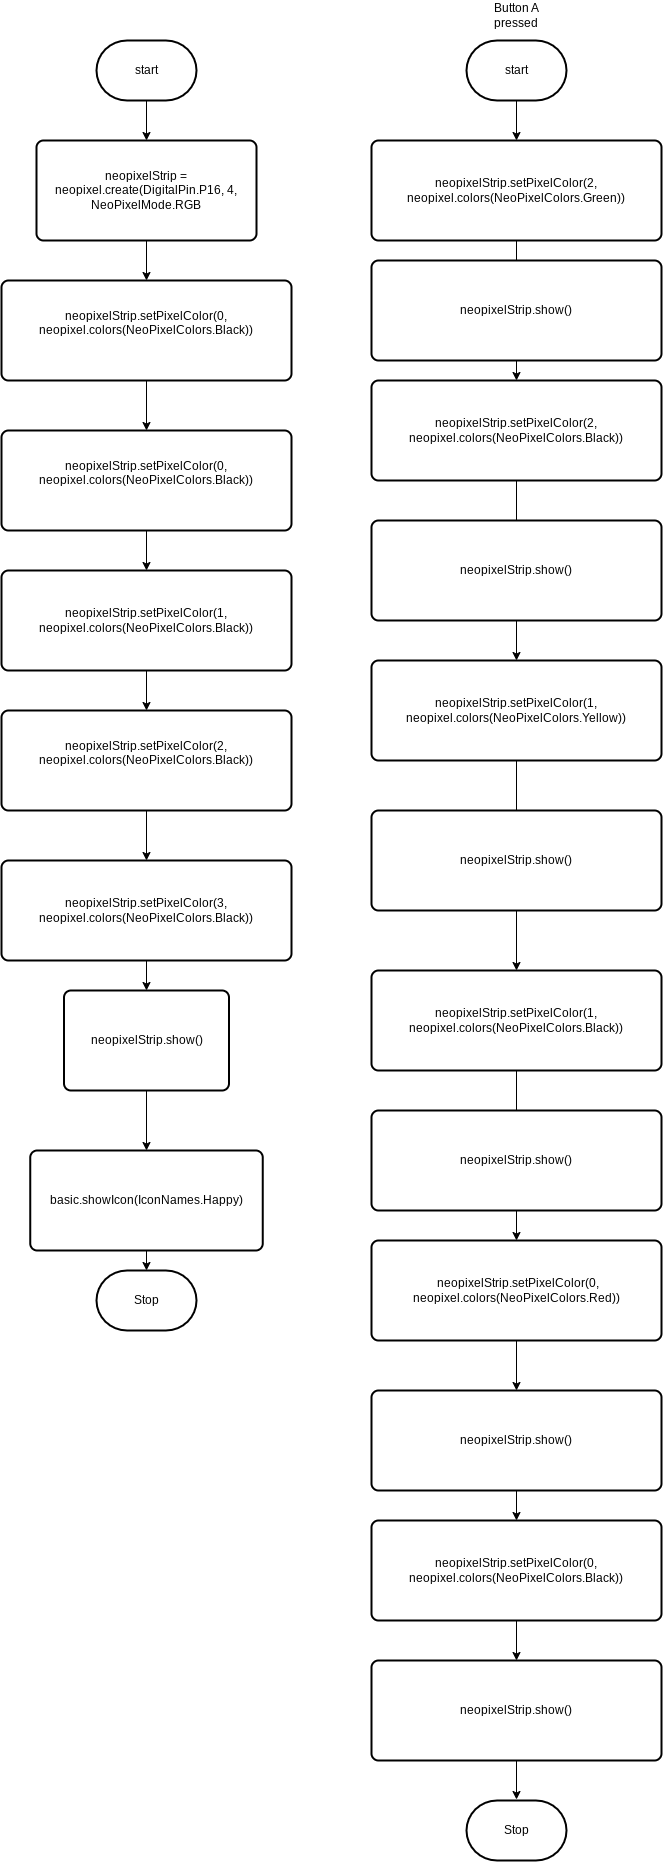 start
neopixelStrip =
neopixel.create(DigitalPin.P16, 4,
NeoPixelMode.RGB
neopixelStrip.setPixelColor(0,
neopixel.colors(NeoPixelColors.Black))
neopixelStrip.setPixelColor(0,
neopixel.colors(NeoPixelColors.Black))
neopixelStrip.setPixelColor(1,
neopixel.colors(NeoPixelColors.Black))
neopixelStrip.setPixelColor(2,
neopixel.colors(NeoPixelColors.Black))
neopixelStrip.setPixelColor(3,
neopixel.colors(NeoPixelColors.Black))
neopixelStrip.show()
basic.showIcon(IconNames.Happy)
Stop
Button A
pressed
start
neopixelStrip.setPixelColor(2,
neopixel.colors(NeoPixelColors.Green))
neopixelStrip.show()
neopixelStrip.setPixelColor(2,
neopixel.colors(NeoPixelColors.Black))
neopixelStrip.show()
neopixelStrip.setPixelColor(1,
neopixel.colors(NeoPixelColors.Yellow))
neopixelStrip.show()
neopixelStrip.setPixelColor(1,
neopixel.colors(NeoPixelColors.Black))
neopixelStrip.show()
neopixelStrip.setPixelColor(0,
neopixel.colors(NeoPixelColors.Red))
neopixelStrip.show()
neopixelStrip.setPixelColor(0,
neopixel.colors(NeoPixelColors.Black))
neopixelStrip.show()
Stop